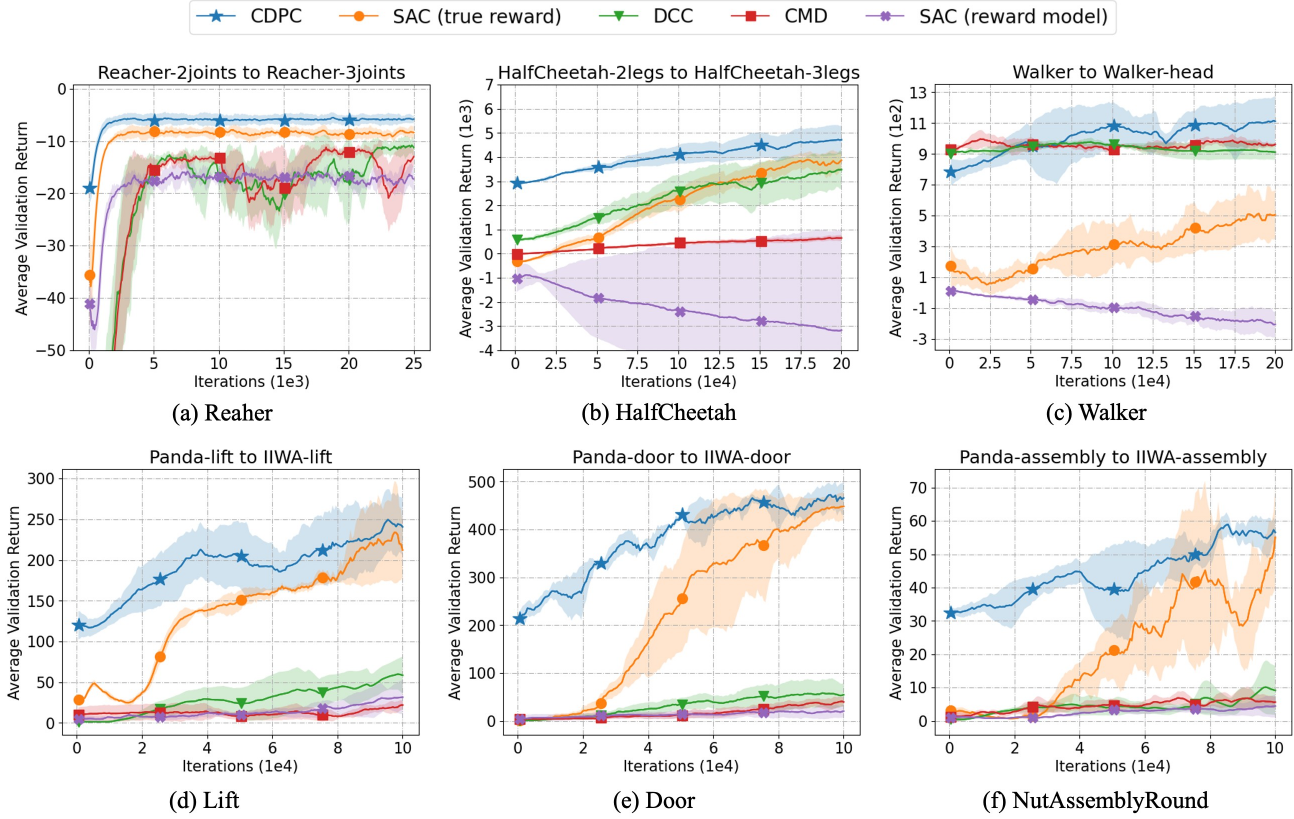 CDPC SAC (true reward) DCC CMD SAC (reward model)
Reacher-2joints to Reacher-3joints
Average Validation Return
0
−10
−20
−30
−40
−50
0 5 10 15 20 25
Iterations (1e3)
(a) Reaher
HalfCheetah-2legs to HalfCheetah-3legs
Average Validation Return (1e3)
7
6
5
4
3
2
1
0
-1
-2
-3
-4
0 2.5 5 7.5 10 12.5 15 17.5 20
Iterations (1e4)
(b) HalfCheetah
Walker to Walker-head
Average Validation Return (1e2)
13
11
9
7
5
3
1
-1
-3
0 2.5 5 7.5 10 12.5 15 17.5 20
Iterations (1e4)
(c) Walker
Panda-lift to IIWA-lift
Average Validation Return
300
250
200
150
100
50
0
0 2 4 6 8 10
Iterations (1e4)
(d) Lift
Panda-door to IIWA-door
Average Validation Return
500
400
300
200
100
0
0 2 4 6 8 10
Iterations (1e4)
(e) Door
Panda-assembly to IIWA-assembly
Average Validation Return
70
60
50
40
30
20
10
0
0 2 4 6 8 10
Iterations (1e4)
(f) NutAssemblyRound